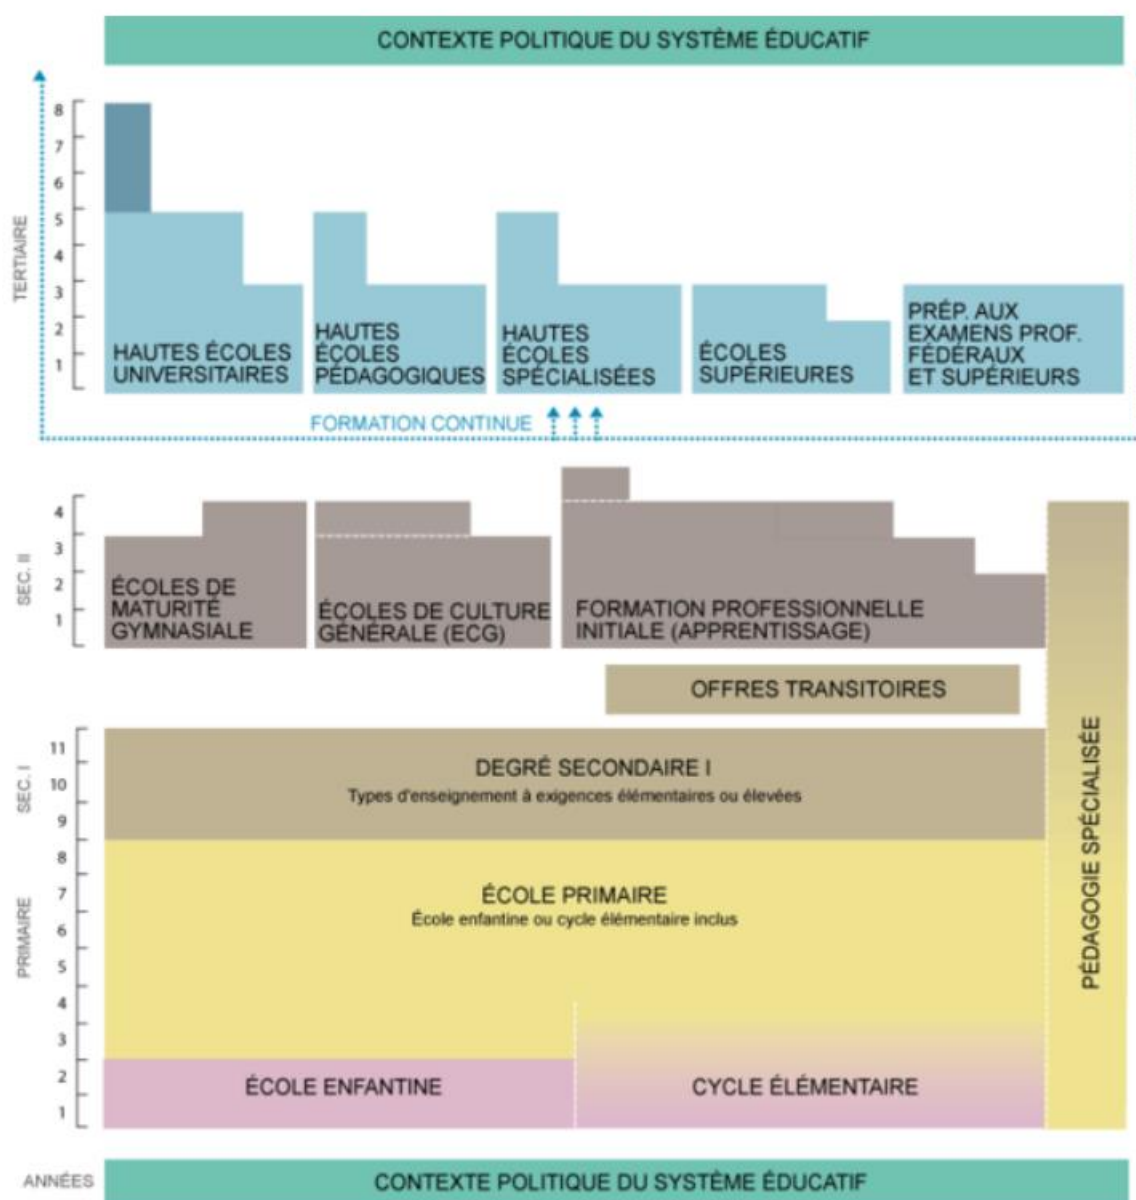 CONTEXTE POLITIQUE DU SYSTÈME ÉDUCATIF
TERTIAIRE
8
7
6
5
4
3
2
1
HAUTES ÉCOLES
UNIVERSITAIRES
HAUTES
ÉCOLES
PÉDAGOGIQUES
HAUTES
ÉCOLES
SPÉCIALISÉES
ÉCOLES
SUPÉRIEURES
PRÉP. AUX
EXAMENS PROF.
FÉDÉRAUX
ET SUPÉRIEURS
FORMATION CONTINUE
SEC. II
4
3
2
1
ÉCOLES DE
MATURITÉ
GYMNASIALE
ÉCOLES DE CULTURE
GÉNÉRALE (ECG)
FORMATION PROFESSIONNELLE
INITIALE (APPRENTISSAGE)
OFFRES TRANSITOIRES
PÉDAGOGIE SPÉCIALISÉE
SEC. I
11
10
9
DEGRÉ SECONDAIRE I
Types d'enseignement à exigences élémentaires ou élevées
PRIMAIRE
8
7
6
5
4
3
2
1
ÉCOLE PRIMAIRE
École enfantine ou cycle élémentaire inclus
ÉCOLE ENFANTINE
CYCLE ÉLÉMENTAIRE
ANNÉES
CONTEXTE POLITIQUE DU SYSTÈME ÉDUCATIF